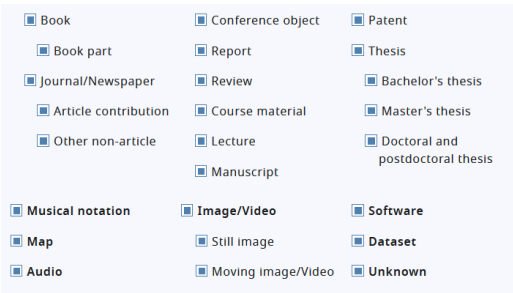 Book
Book part
Journal/Newspaper
Article contribution
Other non-article
Conference object
Report
Review
Course material
Lecture
Manuscript
Patent
Thesis
Bachelor's thesis
Master's thesis
Doctoral and
postdoctoral thesis
Musical notation
Map
Audio
Image/Video
Still image
Moving image/Video
Software
Dataset
Unknown